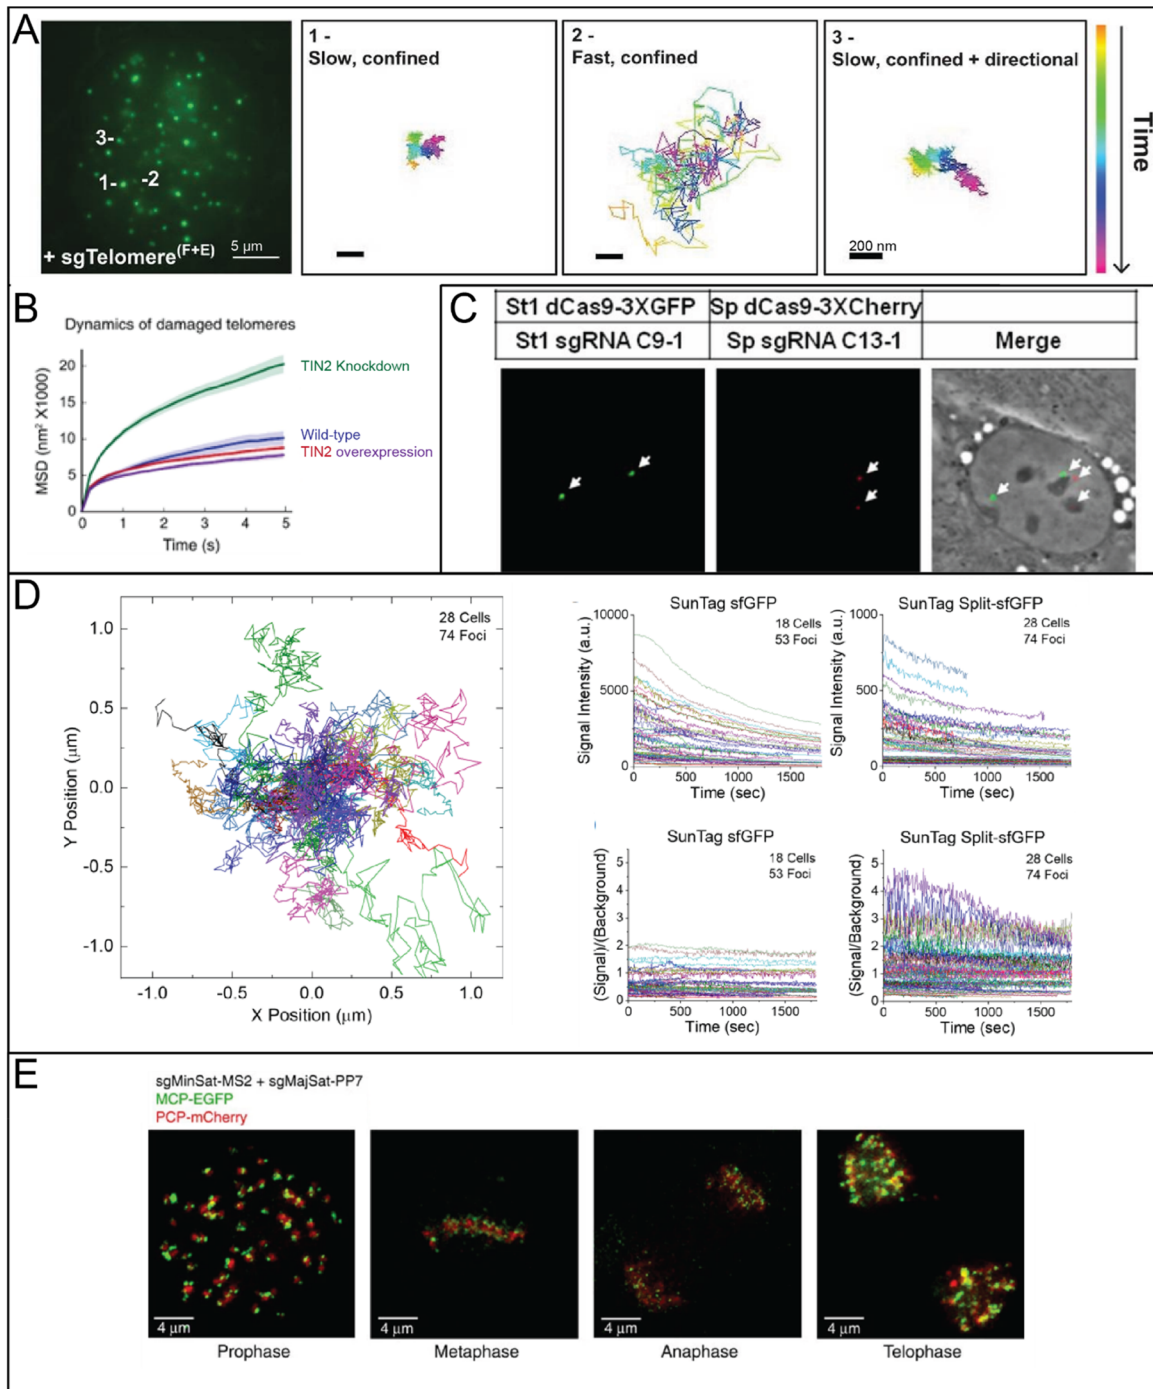 A
1 -
Slow, confined
2 -
Fast, confined
3 -
Slow, confined + directional
3-
1-
-2
+ sgTelomere(F+E)
5 μm
200 nm
Time
B
Dynamics of damaged telomeres
MSD (nm² X1000)
20
15
10
5
0
0 1 2 3 4 5
Time (s)
TIN2 Knockdown
Wild-type
TIN2 overexpression
C
St1 dCas9-3XGFP
Sp dCas9-3XCherry
St1 sgRNA C9-1
Sp sgRNA C13-1
Merge
D
28 Cells
74 Foci
Y Position (μm)
1.0
0.5
0.0
-0.5
-1.0
-1.0 -0.5 0.0 0.5 1.0
X Position (μm)
SunTag sfGFP
18 Cells
53 Foci
Signal Intensity (a.u.)
10000
5000
0
0 500 1000 1500
Time (sec)
SunTag Split-sfGFP
28 Cells
74 Foci
Signal Intensity (a.u.)
1000
500
0
0 500 1000 1500
Time (sec)
SunTag sfGFP
18 Cells
53 Foci
(Signal)/(Background)
5
4
3
2
1
0
0 500 1000 1500
Time (sec)
SunTag Split-sfGFP
28 Cells
74 Foci
(Signal/Background)
5
4
3
2
1
0
0 500 1000 1500
Time (sec)
E
sgMinSat-MS2 + sgMajSat-PP7
MCP-EGFP
PCP-mCherry
4 μm
4 μm
4 μm
4 μm
Prophase
Metaphase
Anaphase
Telophase